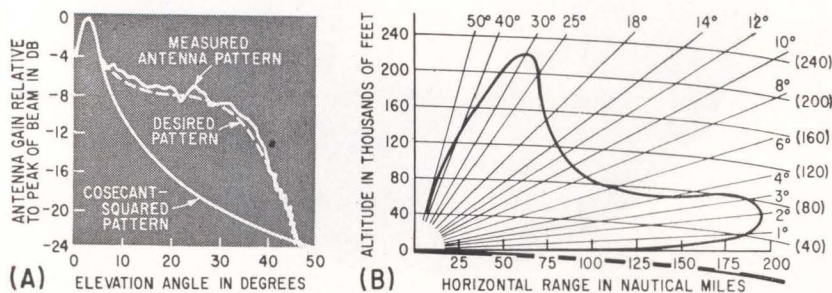 0
-4
-8
-12
-16
-20
-24
ANTENNA GAIN RELATIVE
TO PEAK OF BEAM IN DB
MEASURED
ANTENNA PATTERN
DESIRED
PATTERN
COSECANT-
SQUARED
PATTERN
0 10 20 30 40 50
(A) ELEVATION ANGLE IN DEGREES
ALTITUDE IN THOUSANDS OF FEET
240
200
160
120
80
40
0
50° 40° 30° 25° 18° 14° 12°
10°
(240)
8°
(200)
6°
(160)
4°
(120)
3°
(80)
2°
1°
(40)
25 50 75 100 125 150 175 200
(B) HORIZONTAL RANGE IN NAUTICAL MILES